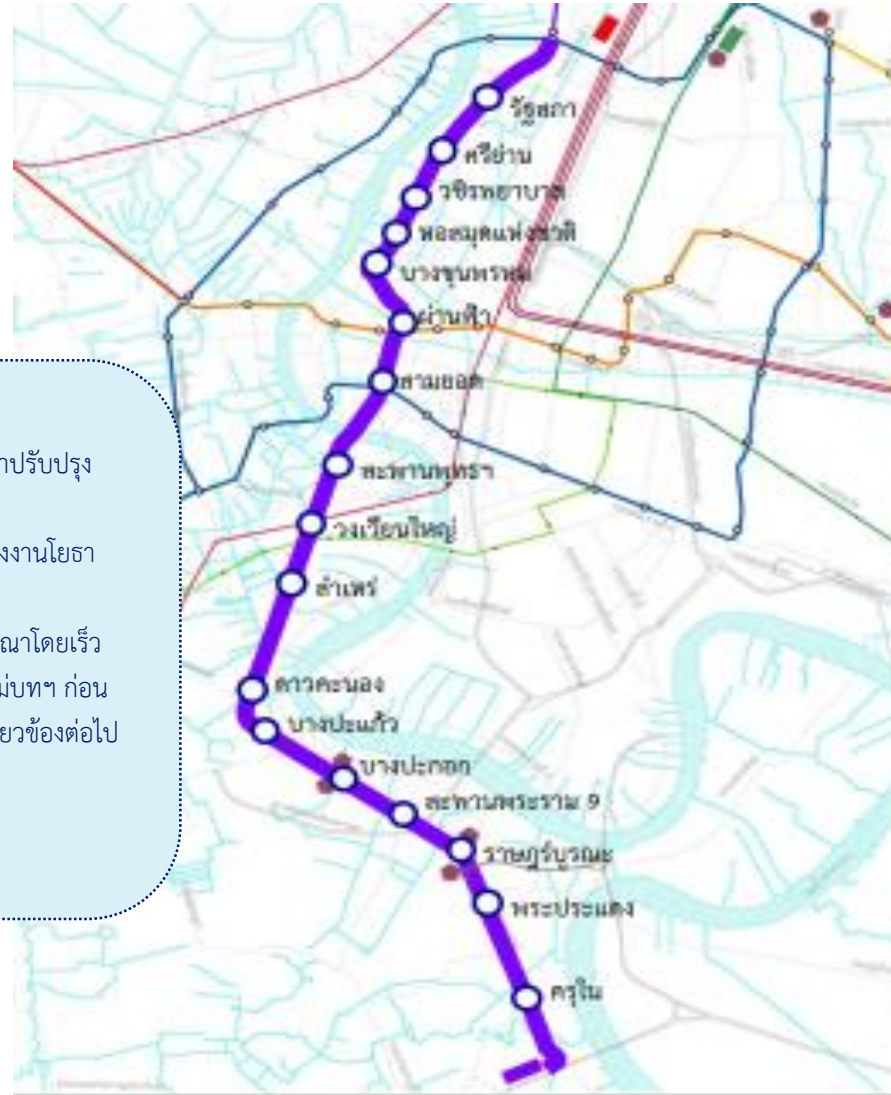 รัฐสภา
ศรีย่าน
วชิรพยาบาล
หอสมุดแห่งชาติ
บางขุนพรหม
ผ่านฟ้า
สามยอด
าปรับปรุง
สะพานพุทธฯ
วงเวียนใหญ่
งงานโยธา
สำเหร่
ณาโดยเร็ว
ม่บทฯ ก่อน
ดาวคะนอง
บางปะแก้ว
ยวข้องต่อไป
บางปะกอก
สะพานพระราม 9
ราษฎร์บูรณะ
พระประแดง
ครุใน